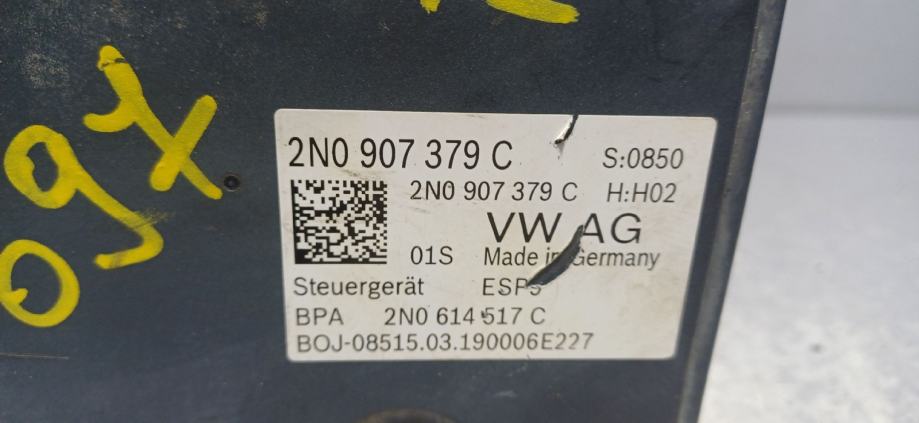 2N0 907 379 C S:0850
2N0 907 379 C H:H02
VW AG
01S Made in Germany
Steuergerät
BPA 2N0 614 517 C
BOJ-08515.03.190006E227